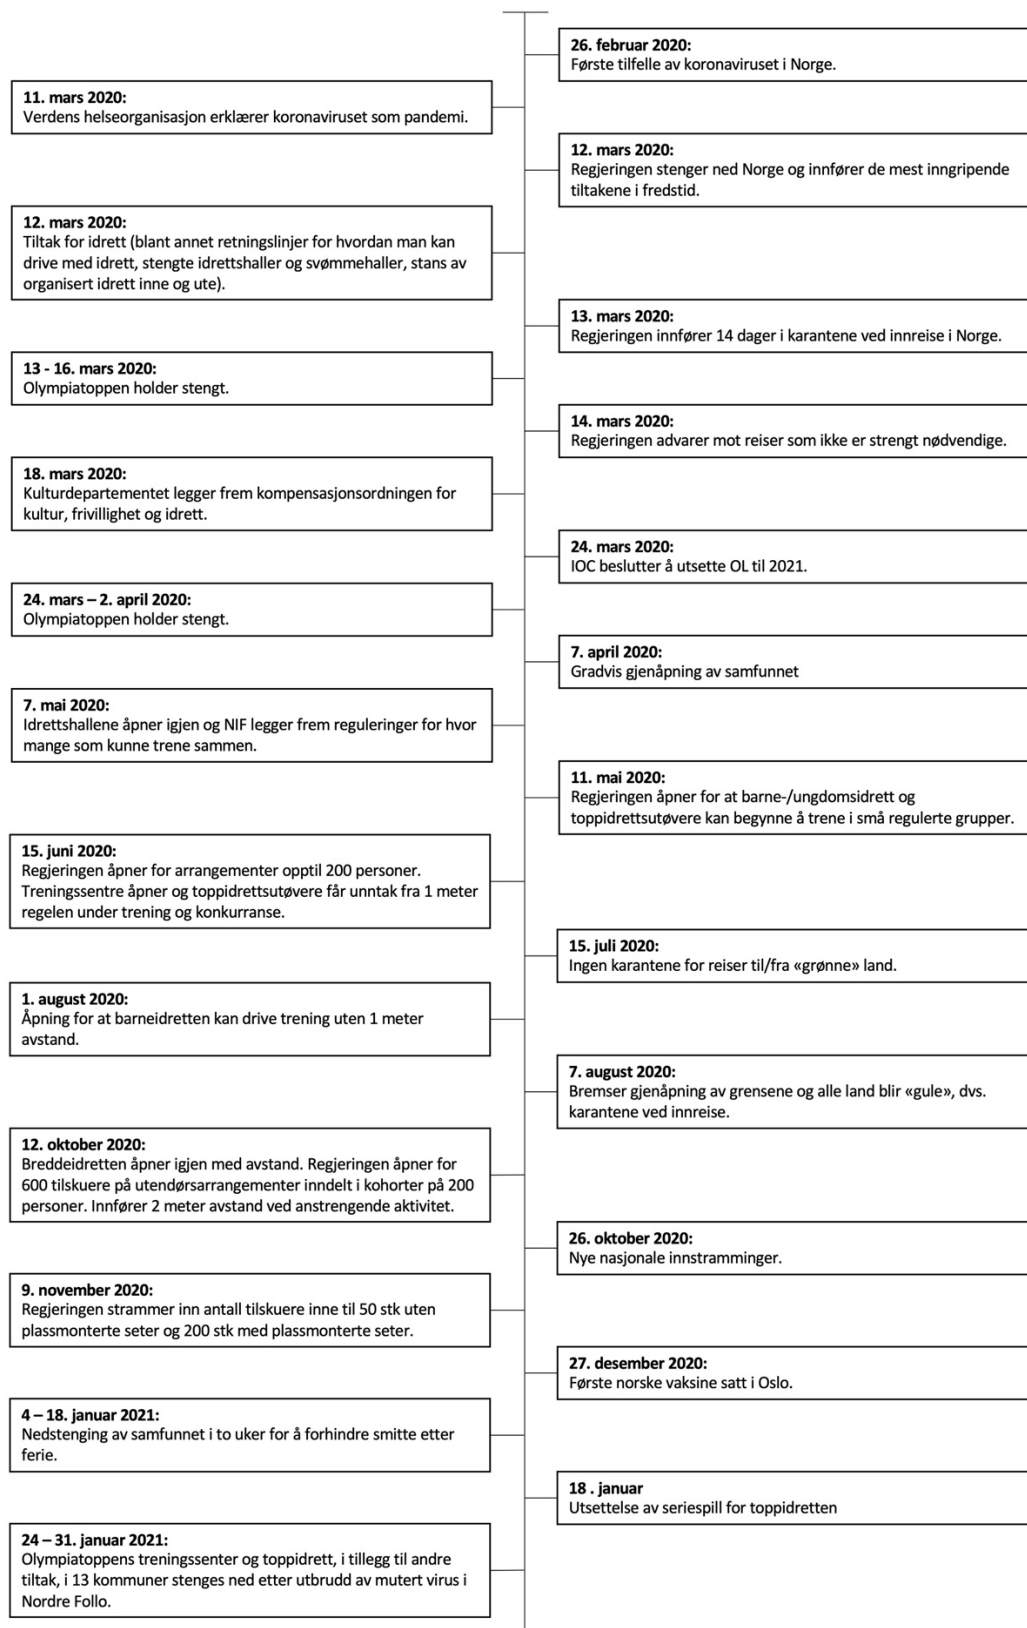 26. februar 2020:
Første tilfelle av koronaviruset i Norge.
11. mars 2020:
Verdens helseorganisasjon erklærer koronaviruset som pandemi.
12. mars 2020:
Regjeringen stenger ned Norge og innfører de mest inngripende
tiltakene i fredstid.
12. mars 2020:
Tiltak for idrett (blant annet retningslinjer for hvordan man kan
drive med idrett, stengte idrettshaller og svømmehaller, stans av
organisert idrett inne og ute).
13. mars 2020:
Regjeringen innfører 14 dager i karantene ved innreise i Norge.
13 - 16. mars 2020:
Olympiatoppen holder stengt.
14. mars 2020:
Regjeringen advarer mot reiser som ikke er strengt nødvendige.
18. mars 2020:
Kulturdepartementet legger frem kompensasjonsordningen for
kultur, frivillighet og idrett.
24. mars 2020:
IOC beslutter å utsette OL til 2021.
24. mars – 2. april 2020:
Olympiatoppen holder stengt.
7. april 2020:
Gradvis gjenåpning av samfunnet
7. mai 2020:
Idrettshallene åpner igjen og NIF legger frem reguleringer for hvor
mange som kunne trene sammen.
11. mai 2020:
Regjeringen åpner for at barne-/ungdomsidrett og
toppidrettsutøvere kan begynne å trene i små regulerte grupper.
15. juni 2020:
Regjeringen åpner for arrangementer opptil 200 personer.
Treningssentre åpner og toppidrettsutøvere får unntak fra 1 meter
regelen under trening og konkurranse.
15. juli 2020:
Ingen karantene for reiser til/fra «grønne» land.
1. august 2020:
Åpning for at barneidretten kan drive trening uten 1 meter
avstand.
7. august 2020:
Bremser gjenåpning av grensene og alle land blir «gule», dvs.
karantene ved innreise.
12. oktober 2020:
Breddeidretten åpner igjen med avstand. Regjeringen åpner for
600 tilskuere på utendørsarrangementer inndelt i kohorter på 200
personer. Innfører 2 meter avstand ved anstrengende aktivitet.
26. oktober 2020:
Nye nasjonale innstramminger.
9. november 2020:
Regjeringen strammer inn antall tilskuere inne til 50 stk uten
plassmonterte seter og 200 stk med plassmonterte seter.
27. desember 2020:
Første norske vaksine satt i Oslo.
4 – 18. januar 2021:
Nedstenging av samfunnet i to uker for å forhindre smitte etter
ferie.
18 . januar
Utsettelse av seriespill for toppidretten
24 – 31. januar 2021:
Olympiatoppens treningssenter og toppidrett, i tillegg til andre
tiltak, i 13 kommuner stenges ned etter utbrudd av mutert virus i
Nordre Follo.